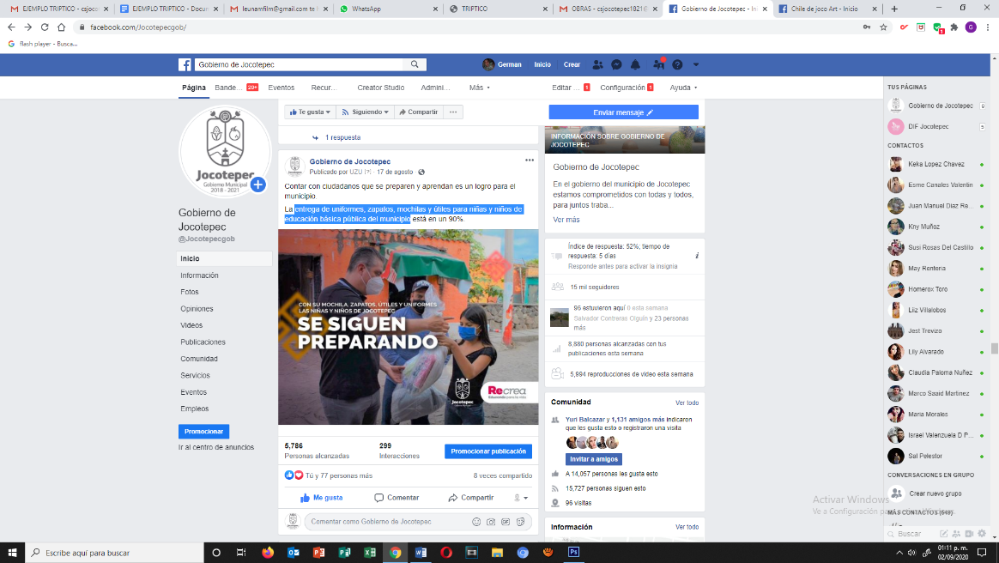 EJEMPLO TRIPTICO - csjocot
EJEMPLO TRIPTICO - Docum
leunamfilm@gmail.com te l
WhatsApp
TRIPTICO
OBRAS - csjocotepec1821@
Gobierno de Jocotepec - In
Chile de joco Art - Inicio
facebook.com/Jocotepecgob/
flash player - Busca...
Gobierno de Jocotepec
German Inicio Crear
Página Bande... 20+ Eventos Recur... Creator Studio Admini... Más Editar ... 1 Configuración 1 Ayuda
Te gusta Siguiendo Compartir
Enviar mensaje
1 respuesta
Jocotepec
Gobierno Municipal
2018 - 2021
Gobierno de
Jocotepec
@Jocotepecgob
Inicio
Información
Fotos
Opiniones
Videos
Publicaciones
Comunidad
Servicios
Eventos
Empleos
Promocionar
Ir al centro de anuncios
Gobierno de Jocotepec
Publicado por UZU [?] · 17 de agosto ·
Contar con ciudadanos que se preparen y aprendan es un logro para el
municipio.
La entrega de uniformes, zapatos, mochilas y útiles para niñas y niños de
educación básica pública del municipio está en un 90%.
CON SU MOCHILA, ZAPATOS, ÚTILES Y UNIFORMES
LAS NIÑAS Y NIÑOS DE JOCOTEPEC
SE SIGUEN
PREPARANDO
Jocotepec
Recrea
5,786
Personas alcanzadas
299
Interacciones
Promocionar publicación
Tú y 77 personas más
8 veces compartido
Me gusta Comentar Compartir
Comentar como Gobierno de Jocotepec
INFORMACIÓN SOBRE GOBIERNO DE
JOCOTEPEC
Gobierno de Jocotepec
En el gobierno del municipio de Jocotepec
estamos comprometidos con todas y todos,
para juntos traba...
Ver más
Índice de respuesta: 52%; tiempo de
respuesta: 5 días
Responde antes para activar la insignia
15 mil seguidores
96 estuvieron aquí 0 esta semana
Salvador Contreras Olguín y 23 personas
más
8,880 personas alcanzadas con tus
publicaciones esta semana
5,994 reproducciones de video esta semana
Comunidad Ver todo
Yuri Balcazar y 1,131 amigos más indicaron
que les gusta esto o registraron una visita
Invitar a amigos
A 14,057 personas les gusta esto
15,727 personas siguen esto
96 visitas
Información Ver todo
TUS PÁGINAS
Gobierno de Jocotepec 9
DIF Jocotepec 5
CONTACTOS
Keka Lopez Chavez
Esme Canales Valentin
Juan Manuel Diaz Re...
Kny Muñoz
Susi Rosas Del Castillo
May Renteria
Homerox Toro
Liiz Villalobos
Jest Trevizo
Lily Alvarado
Claudia Paloma Nuñez
Marco Saaid Martinez
Maria Morales
Israel Valenzuela D P...
Sal Pelestor
CONVERSACIONES EN GRUPO
Crear nuevo grupo
MÁS CONTACTOS (649)
Activar Windows
Buscar
Escribe aquí para buscar
01:11 p. m.
02/09/2020